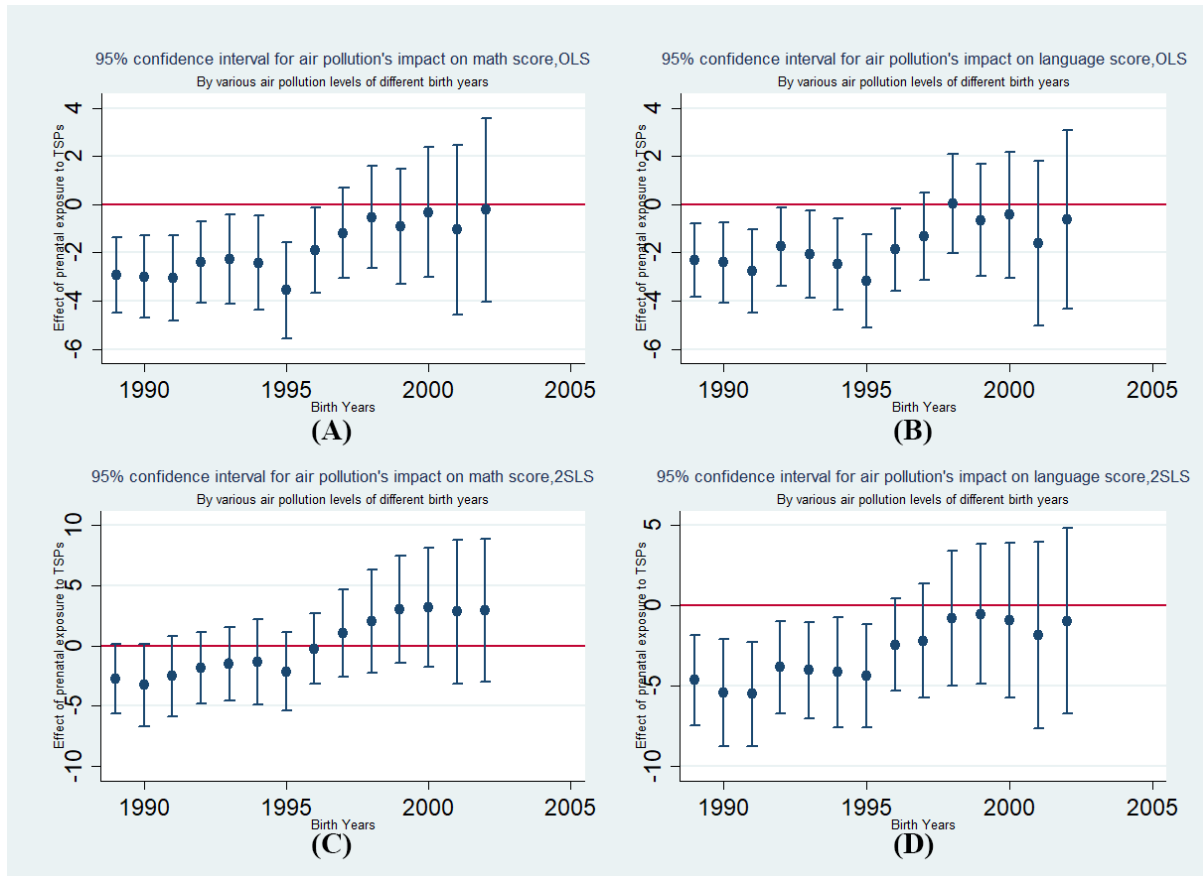 95% confidence interval for air pollution's impact on math score,OLS
By various air pollution levels of different birth years
Effect of prenatal exposure to TSPs
4
2
0
-2
-4
-6
1990 1995 2000 2005
Birth Years
(A)
95% confidence interval for air pollution's impact on language score,OLS
By various air pollution levels of different birth years
Effect of prenatal exposure to TSPs
4
2
0
-2
-4
-6
1990 1995 2000 2005
Birth Years
(B)
95% confidence interval for air pollution's impact on math score,2SLS
By various air pollution levels of different birth years
Effect of prenatal exposure to TSPs
10
5
0
-5
-10
1990 1995 2000 2005
Birth Years
(C)
95% confidence interval for air pollution's impact on language score,2SLS
By various air pollution levels of different birth years
Effect of prenatal exposure to TSPs
5
0
-5
-10
1990 1995 2000 2005
Birth Years
(D)